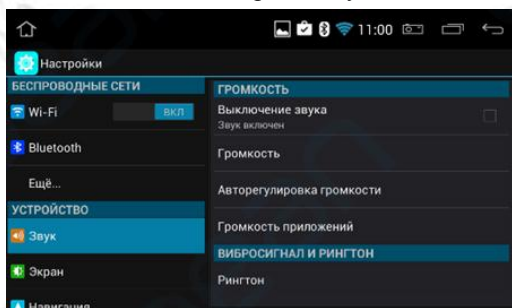 11:00
Настройки
БЕСПРОВОДНЫЕ СЕТИ
Wi-Fi
ВКЛ
Bluetooth
Ещё...
УСТРОЙСТВО
Звук
Экран
Навигация
ГРОМКОСТЬ
Выключение звука
Звук включен
Громкость
Авторегулировка громкости
Громкость приложений
ВИБРОСИГНАЛ И РИНГТОН
Рингтон